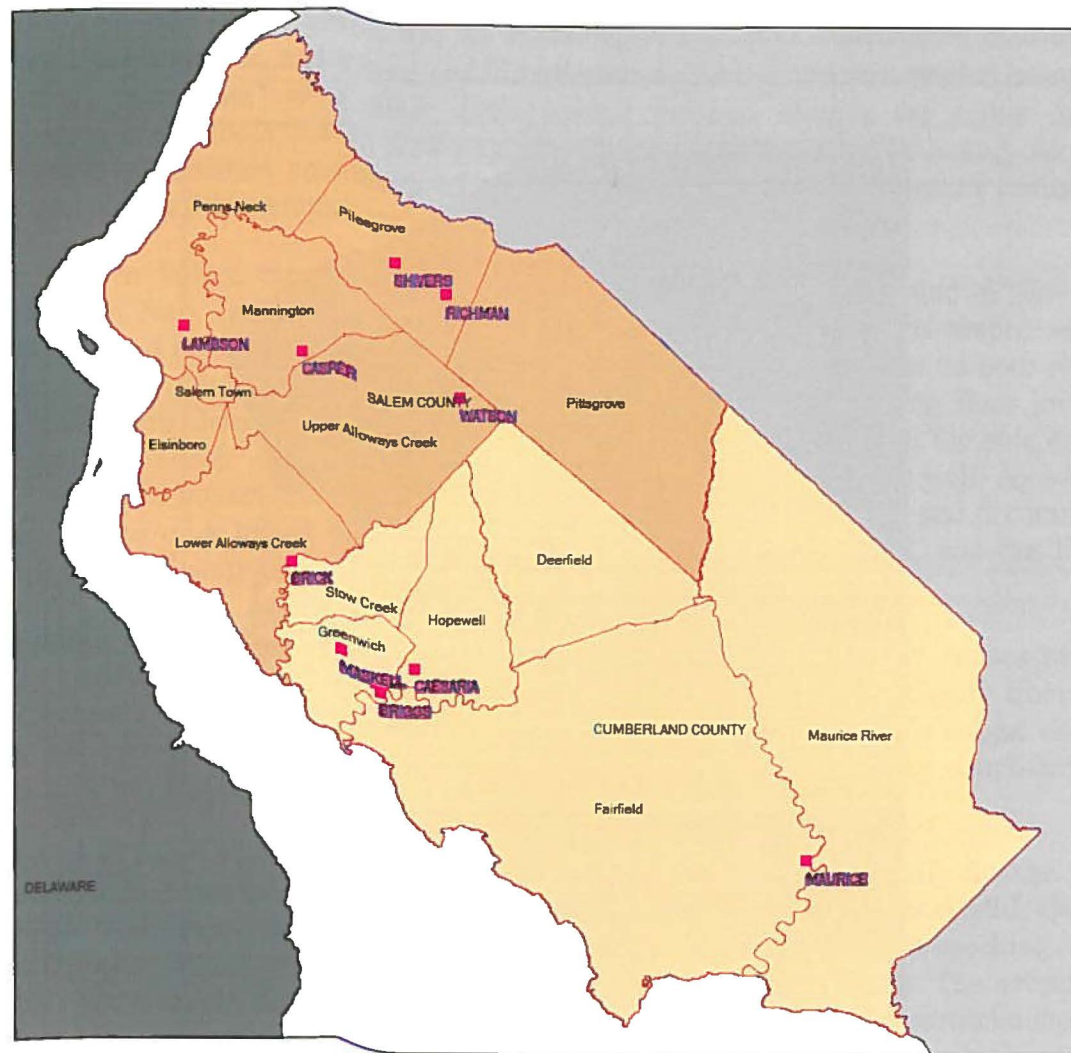 Penns Neck
Pilesgrove
SHIVERS
RICHMAN
Mannington
LAMBSON
CASPER
Salem Town
SALEM COUNTY
WATSON
Pittsgrove
Upper Alloways Creek
Elsinboro
Lower Alloways Creek
BRICK
Deerfield
Stow Creek
Hopewell
Greenwich
MASKELL
CAESARIA
BRIGGS
CUMBERLAND COUNTY
Maurice River
Fairfield
MAURICE
DELAWARE